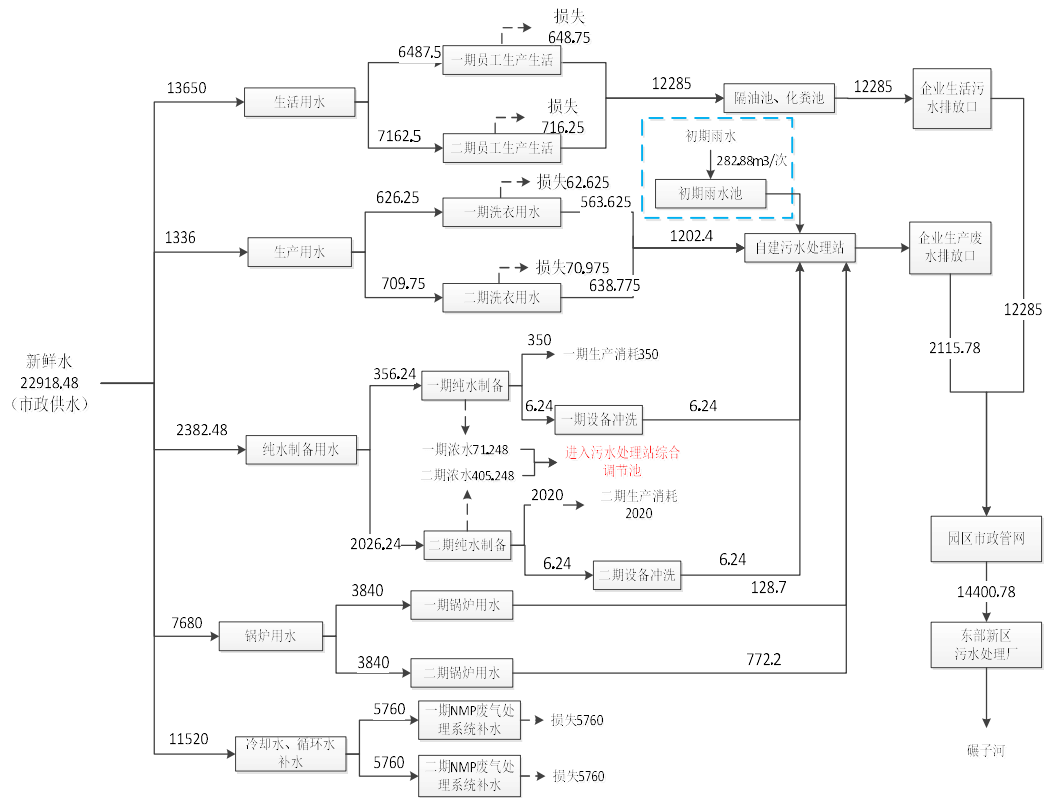 损失
648.75
6487.5
一期员工生产生活
13650
生活用水
12285
隔油池、化粪池
12285
企业生活污
水排放口
损失
716.25
7162.5
二期员工生产生活
初期雨水
282.88m3/次
初期雨水池
损失62.625
626.25
一期洗衣用水
563.625
1336
生产用水
1202.4
自建污水处理站
企业生产废
水排放口
损失70.975
709.75
二期洗衣用水
638.775
12285
2115.78
新鲜水
22918.48
（市政供水）
350
一期生产消耗350
356.24
一期纯水制备
6.24
一期设备冲洗
6.24
2382.48
纯水制备用水
一期浓水71.248
二期浓水405.248
进入污水处理站综合
调节池
2020
二期生产消耗
2020
2026.24
二期纯水制备
6.24
二期设备冲洗
6.24
园区市政管网
128.7
3840
一期锅炉用水
14400.78
7680
锅炉用水
东部新区
污水处理厂
3840
二期锅炉用水
772.2
5760
一期NMP废气处
理系统补水
损失5760
11520
冷却水、循环水
补水
5760
二期NMP废气处
理系统补水
损失5760
碾子河